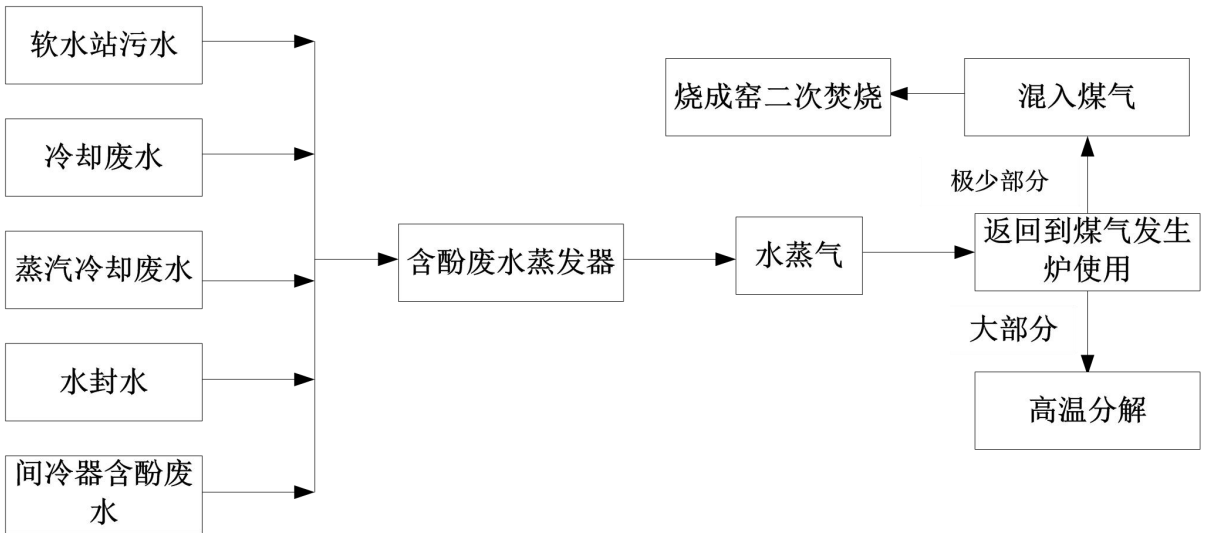 软水站污水
冷却废水
蒸汽冷却废水
水封水
间冷器含酚废
水
含酚废水蒸发器
水蒸气
返回到煤气发生
炉使用
极少部分
混入煤气
烧成窑二次焚烧
大部分
高温分解